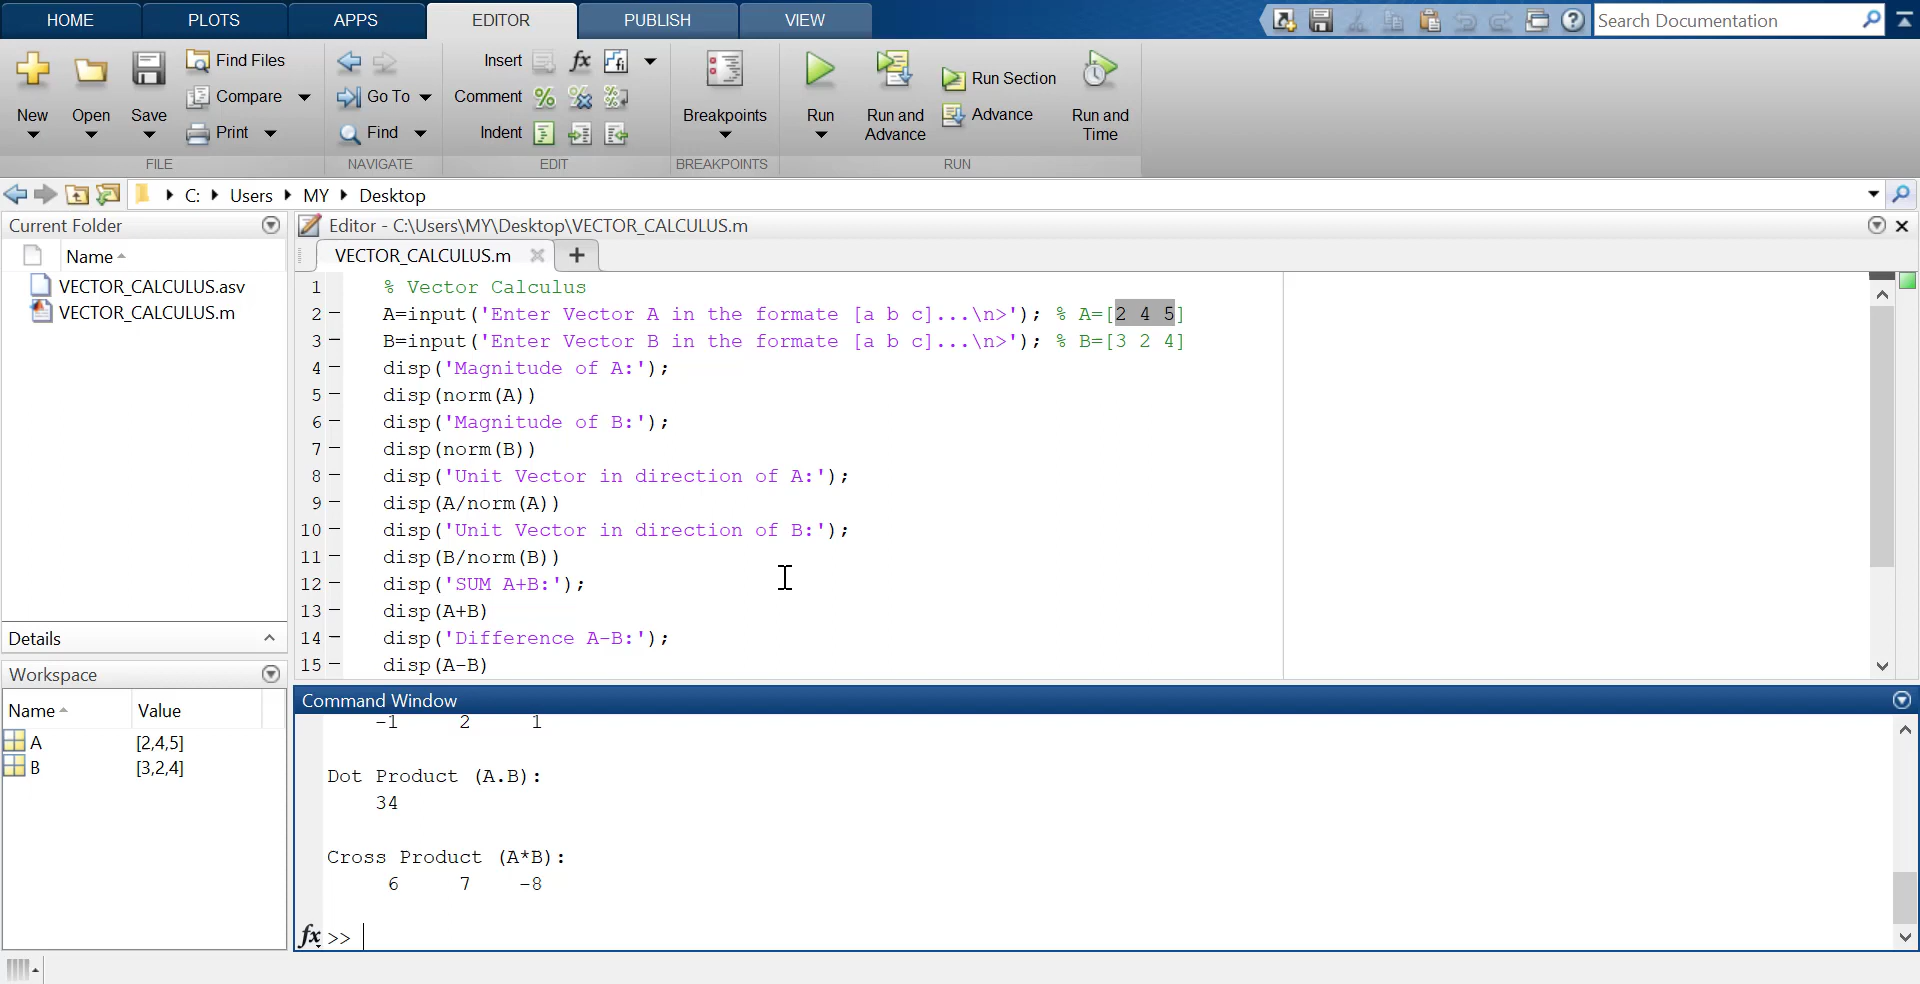 HOME PLOTS APPS EDITOR PUBLISH VIEW Search Documentation
New Open Save Find Files Compare Print
FILE
Go To Find
NAVIGATE
Insert fx fi
Comment % % %
Indent
EDIT
Breakpoints
BREAKPOINTS
Run Run and Advance Run Section Advance Run and Time
RUN
C: Users MY Desktop
Current Folder
Name
VECTOR_CALCULUS.asv
VECTOR_CALCULUS.m
Details
Workspace
Name Value
A [2,4,5]
B [3,2,4]
Editor - C:\Users\MY\Desktop\VECTOR_CALCULUS.m
VECTOR_CALCULUS.m
1 % Vector Calculus
2 - A=input('Enter Vector A in the formate [a b c]...\n>'); % A=[2 4 5]
3 - B=input('Enter Vector B in the formate [a b c]...\n>'); % B=[3 2 4]
4 - disp('Magnitude of A:');
5 - disp(norm(A))
6 - disp('Magnitude of B:');
7 - disp(norm(B))
8 - disp('Unit Vector in direction of A:');
9 - disp(A/norm(A))
10 - disp('Unit Vector in direction of B:');
11 - disp(B/norm(B))
12 - disp('SUM A+B:');
13 - disp(A+B)
14 - disp('Difference A-B:');
15 - disp(A-B)
Command Window
-1 2 1
Dot Product (A.B):
34
Cross Product (A*B):
6 7 -8
fx >>